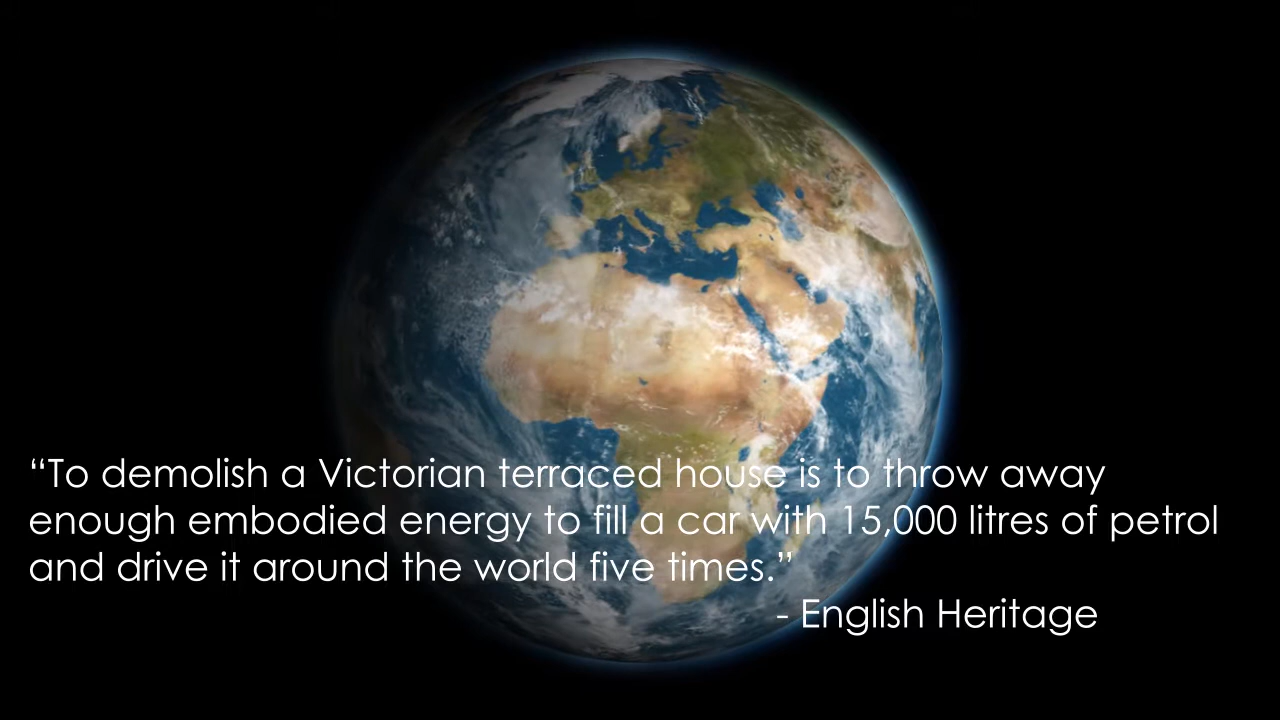 “To demolish a Victorian terraced house is to throw away
enough embodied energy to fill a car with 15,000 litres of petrol
and drive it around the world five times.”
- English Heritage